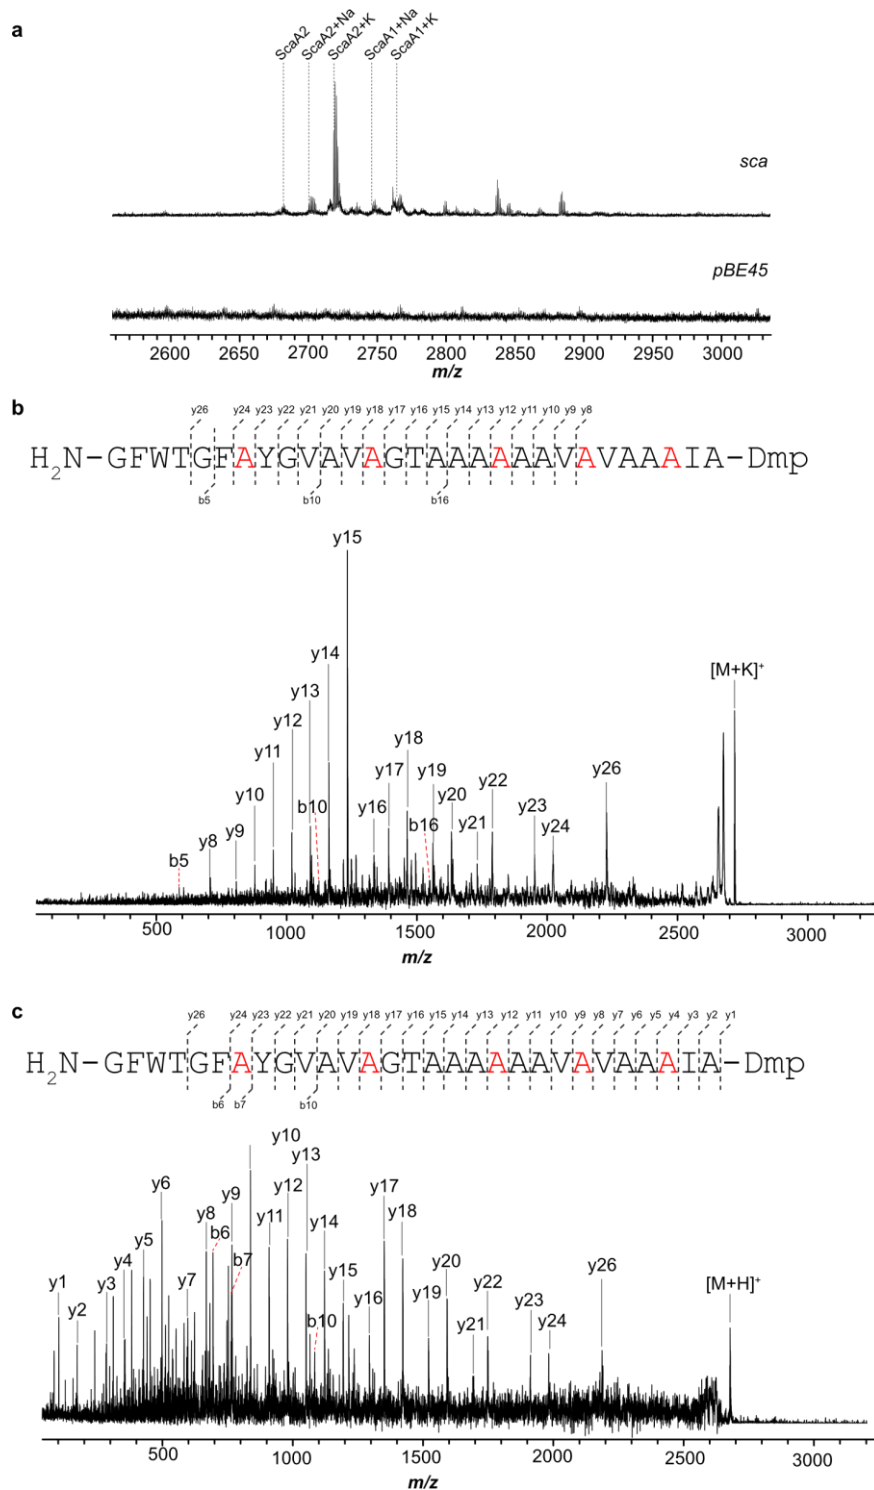 a
ScaA2 ScaA2+Na ScaA2+K ScaA1+Na ScaA1+K
sca
pBE45
2600 2650 2700 2750 2800 2850 2900 2950 3000
m/z
b
y26 y24 y23 y22 y21 y20 y19 y18 y17 y16 y15 y14 y13 y12 y11 y10 y9 y8
H2N-GFWTGFAYGVAVAGTAAAAAAVAVAAAIA-Dmp
b5 b10 b16
y15
y14
[M+K]+
y13
y12
y18
y11
y17 y19
y26
y10 b10 y20 y22
y16 b16
y9 y21 y23
y8 y24
b5
500 1000 1500 2000 2500 3000
m/z
c
y26 y24 y23 y22 y21 y20 y19 y18 y17 y16 y15 y14 y13 y12 y11 y10 y9 y8 y7 y6 y5 y4 y3 y2 y1
H2N-GFWTGFAYGVAVAGTAAAAAAVAVAAAIA-Dmp
b6 b7 b10
y10
y13
y6 y9 y12 y17
y8 y18
b6 y11 y14
y5
y4 b7 y20 y26
y1 y3 y7 y15 y22 [M+H]+
y16 y19 y23
y2 b10 y21 y24
500 1000 1500 2000 2500 3000
m/z